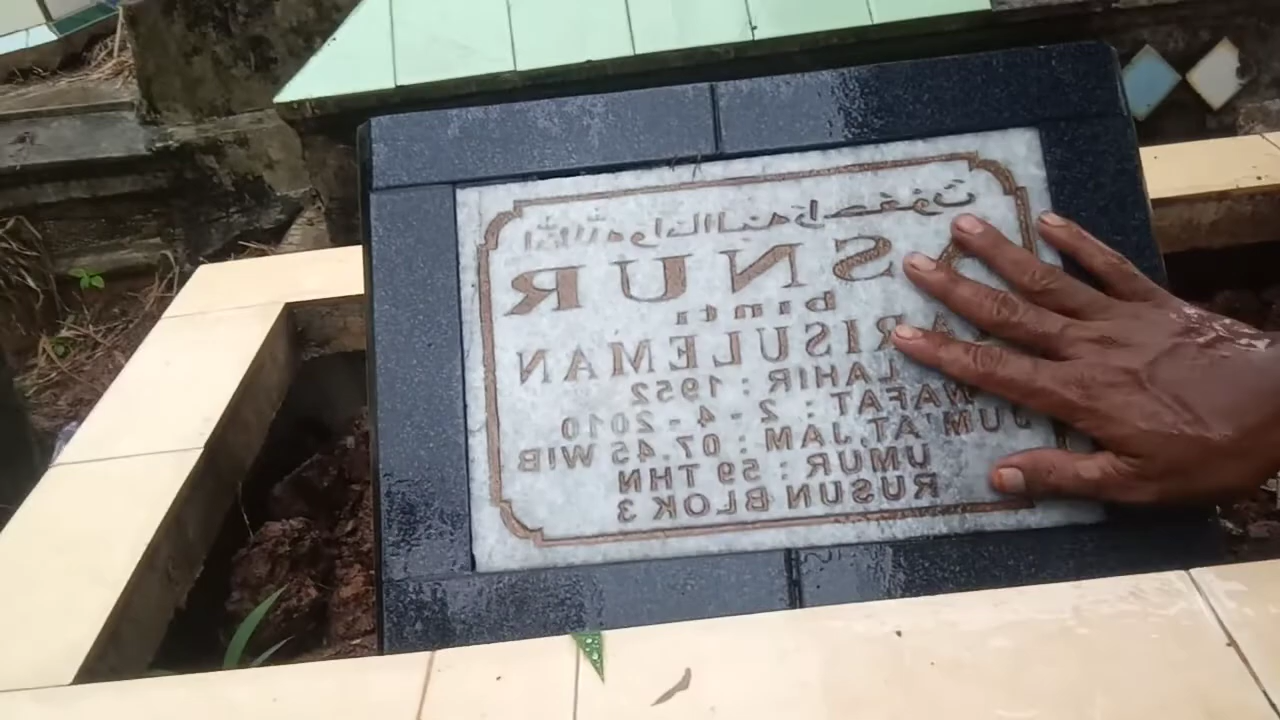 SNUR
binti
ARISULEMAN
LAHIR : 1952
WAFAT : 2 - 4 - 2010
JUM'AT.JAM : 07.45 WIB
UMUR : 59 THN
RUSUN BLOK 3